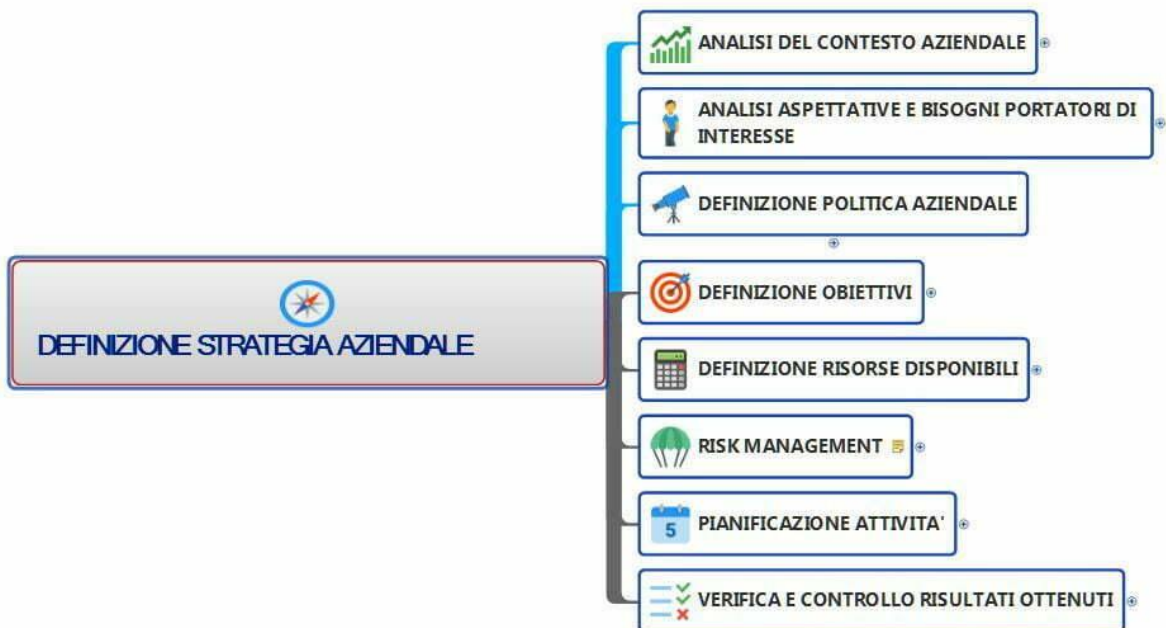 ANALISI DEL CONTESTO AZIENDALE
ANALISI ASPETTATIVE E BISOGNI PORTATORI DI
INTERESSE
DEFINIZIONE POLITICA AZIENDALE
DEFINIZIONE STRATEGIA AZIENDALE
DEFINIZIONE OBIETTIVI
DEFINIZIONE RISORSE DISPONIBILI
RISK MANAGEMENT
5
PIANIFICAZIONE ATTIVITA'
VERIFICA E CONTROLLO RISULTATI OTTENUTI